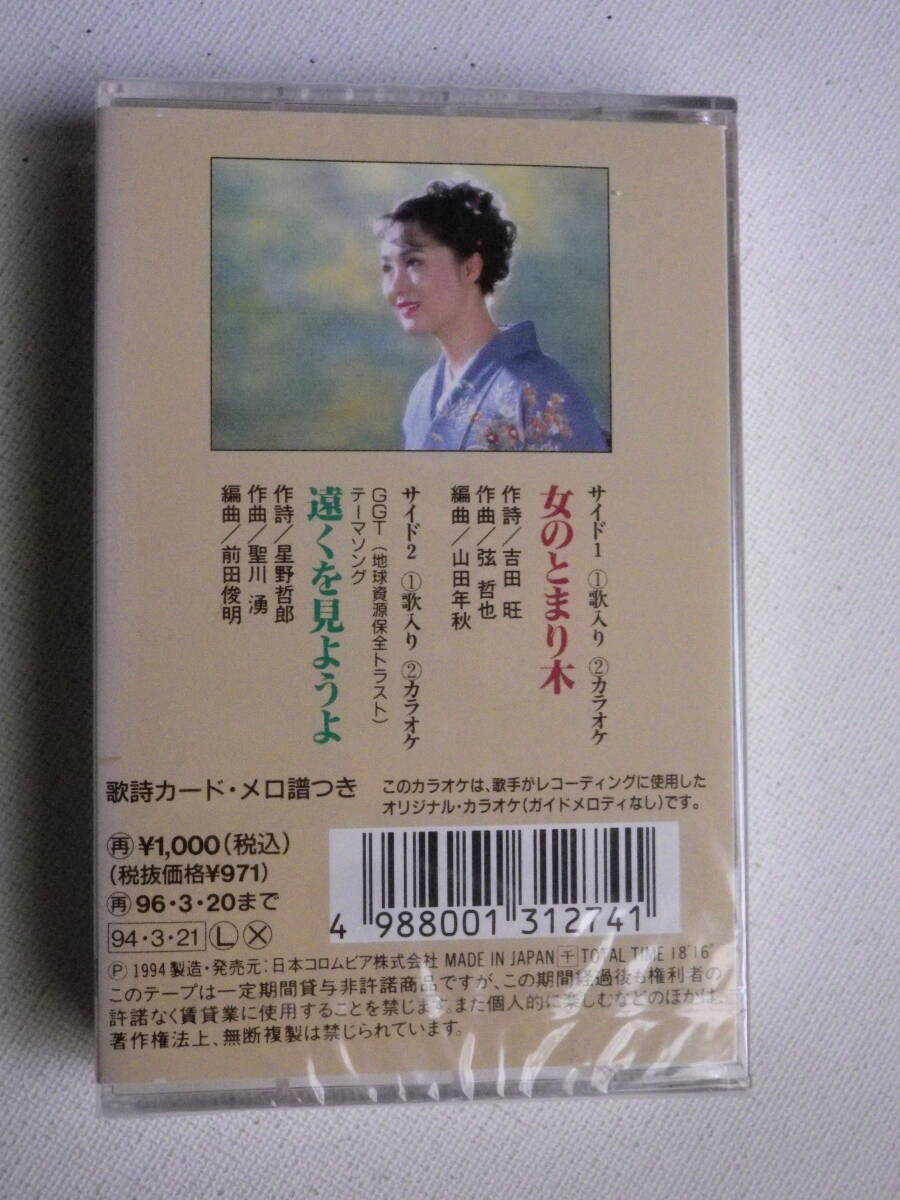 サイド1 ①歌入り ②カラオケ
女のとまり木
作詩／吉田 旺
作曲／弦 哲也
編曲／山田年秋
サイド2 ①歌入り ②カラオケ
GGT（地球資源保全トラスト）
テーマソング
遠くを見ようよ
作詩／星野哲郎
作曲／聖川 湧
編曲／前田俊明
歌詩カード・メロ譜つき
このカラオケは、歌手がレコーディングに使用した
オリジナル・カラオケ（ガイドメロディなし）です。
再 ¥1,000（税込）
（税抜価格¥971）
再 96・3・20まで
94・3・21 L X
4 988001 312741
Ⓟ 1994 製造・発売元：日本コロムビア株式会社 MADE IN JAPAN 千 TOTAL TIME 18'16"
このテープは一定期間貸与非許諾商品ですが、この期間経過後も権利者の
許諾なく賃貸業に使用することを禁じます。また個人的に楽しむなどのほかは、
著作権法上、無断複製は禁じられています。